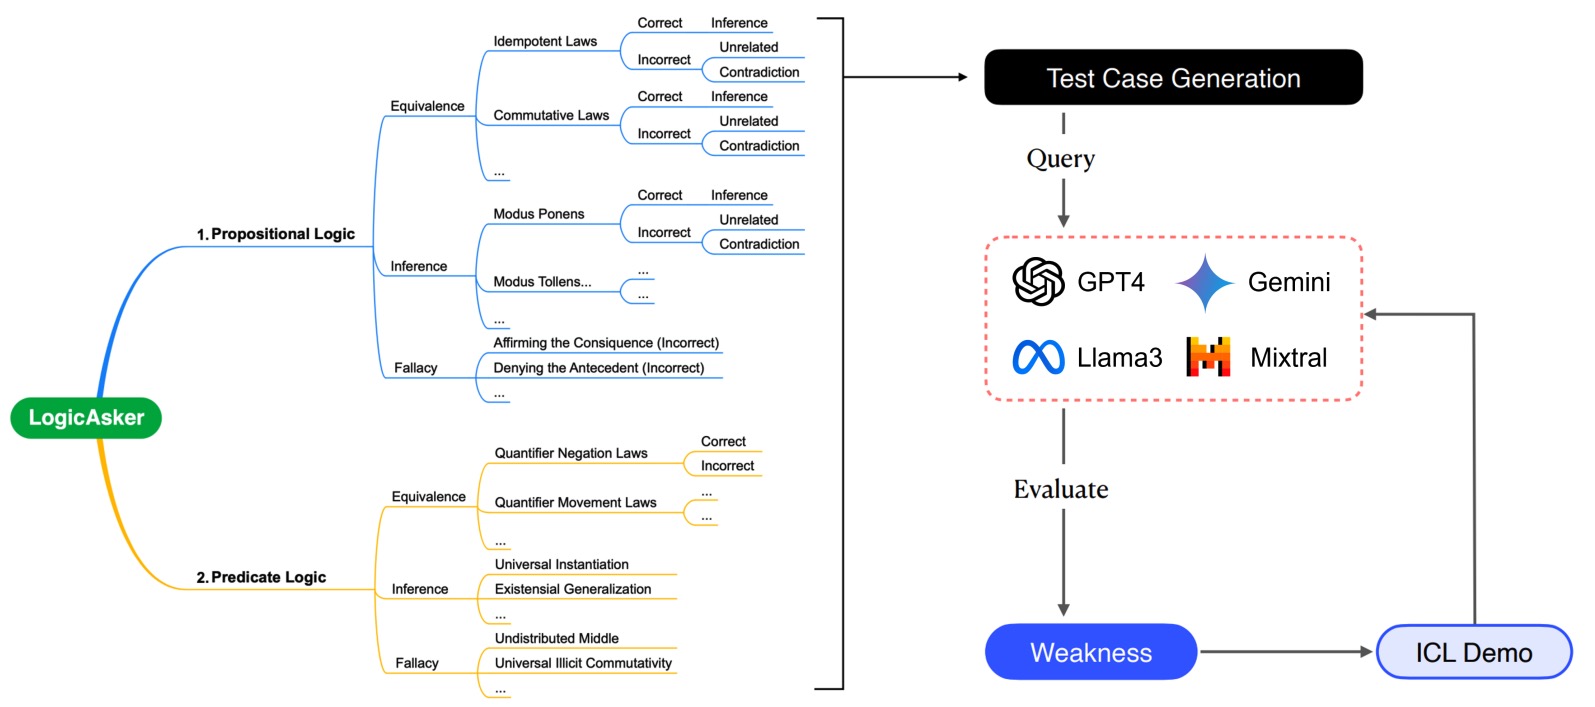 LogicAsker
1. Propositional Logic
Equivalence
Idempotent Laws
Correct Inference
Incorrect
Unrelated
Contradiction
Commutative Laws
Correct Inference
Incorrect
Unrelated
Contradiction
...
Inference
Modus Ponens
Correct Inference
Incorrect
Unrelated
Contradiction
Modus Tollens...
...
...
...
Fallacy
Affirming the Consiquence (Incorrect)
Denying the Antecedent (Incorrect)
...
2. Predicate Logic
Equivalence
Quantifier Negation Laws
Correct
Incorrect
Quantifier Movement Laws
...
...
...
Inference
Universal Instantiation
Existensial Generalization
...
Fallacy
Undistributed Middle
Universal Illicit Commutativity
...
Test Case Generation
Query
GPT4 Gemini
Llama3 Mixtral
Evaluate
Weakness
ICL Demo